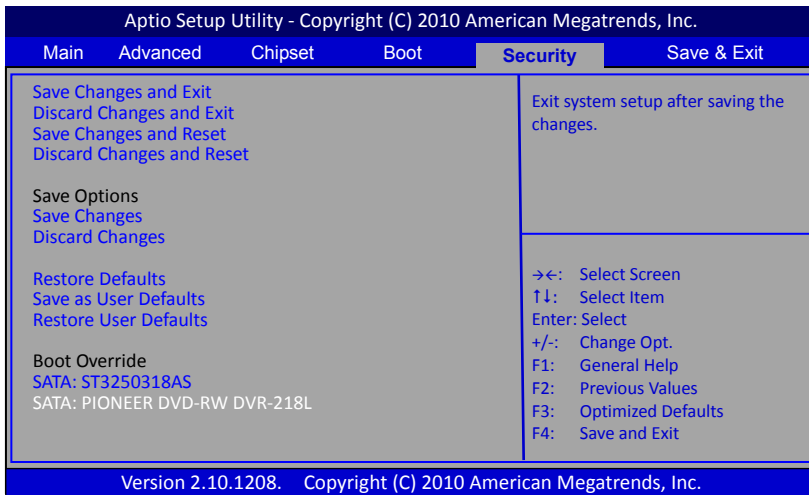 Aptio Setup Utility - Copyright (C) 2010 American Megatrends, Inc.
Main Advanced Chipset Boot Security Save & Exit
Save Changes and Exit
Discard Changes and Exit
Save Changes and Reset
Discard Changes and Reset
Save Options
Save Changes
Discard Changes
Restore Defaults
Save as User Defaults
Restore User Defaults
Boot Override
SATA: ST3250318AS
SATA: PIONEER DVD-RW DVR-218L
Exit system setup after saving the
changes.
→←: Select Screen
↑↓: Select Item
Enter: Select
+/-: Change Opt.
F1: General Help
F2: Previous Values
F3: Optimized Defaults
F4: Save and Exit
Version 2.10.1208. Copyright (C) 2010 American Megatrends, Inc.